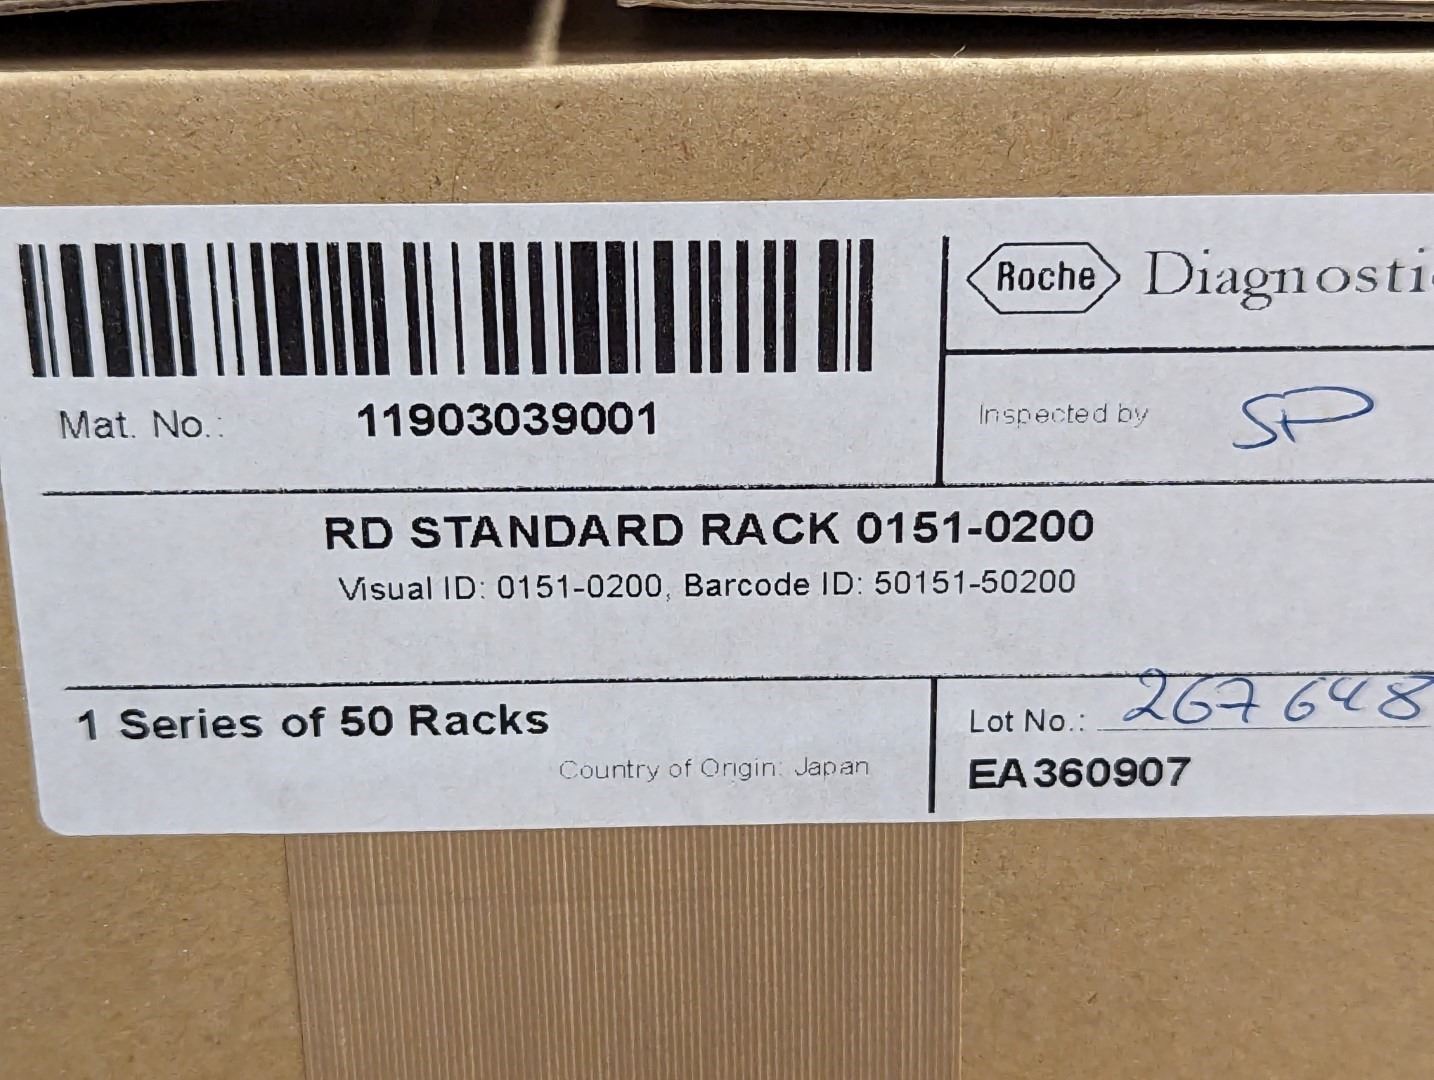 Roche Diagnosti
Mat. No.: 11903039001
Inspected by SP
RD STANDARD RACK 0151-0200
Visual ID: 0151-0200, Barcode ID: 50151-50200
1 Series of 50 Racks
Country of Origin: Japan
Lot No.: 267648
EA360907